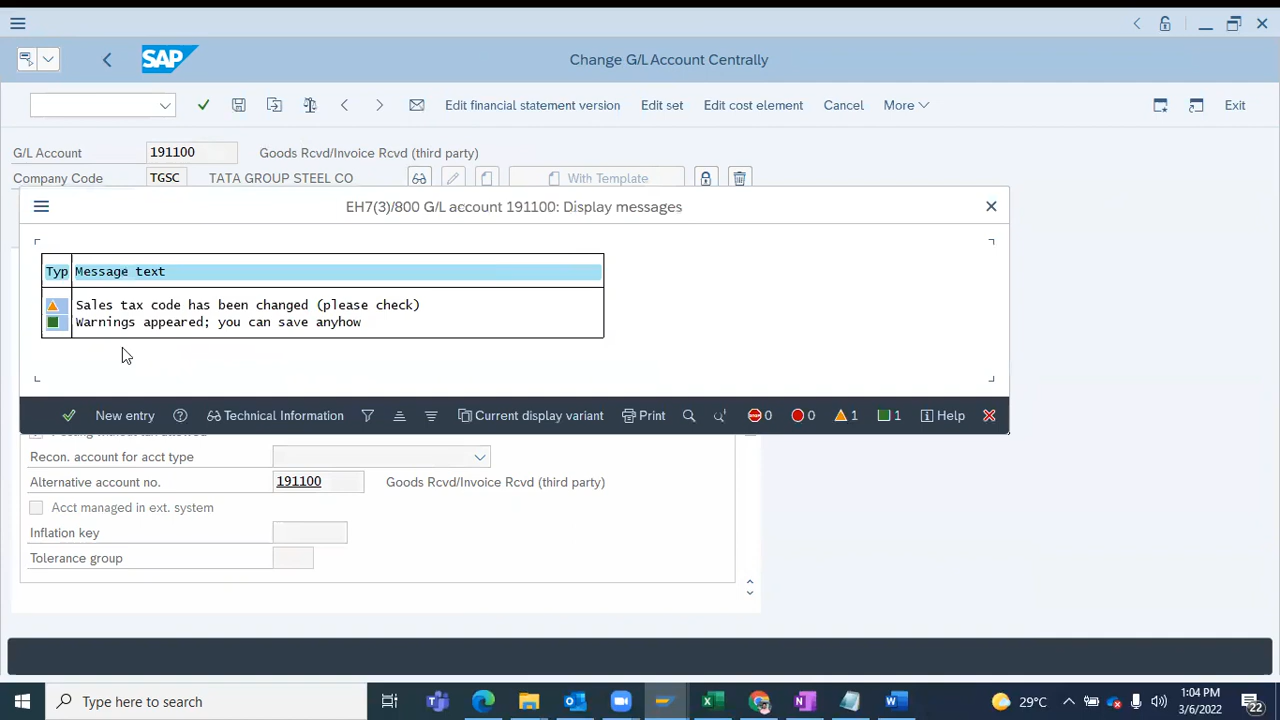 SAP
Change G/L Account Centrally
Edit financial statement version
Edit set
Edit cost element
Cancel
More
Exit
G/L Account
191100
Goods Rcvd/Invoice Rcvd (third party)
Company Code
TGSC
TATA GROUP STEEL CO
With Template
EH7(3)/800 G/L account 191100: Display messages
Typ
Message text
Sales tax code has been changed (please check)
Warnings appeared; you can save anyhow
New entry
Technical Information
Current display variant
Print
0
0
1
1
Help
Posting without tax allowed
Recon. account for acct type
Alternative account no.
191100
Goods Rcvd/Invoice Rcvd (third party)
Acct managed in ext. system
Inflation key
Tolerance group
Type here to search
29°C
1:04 PM
3/6/2022
22